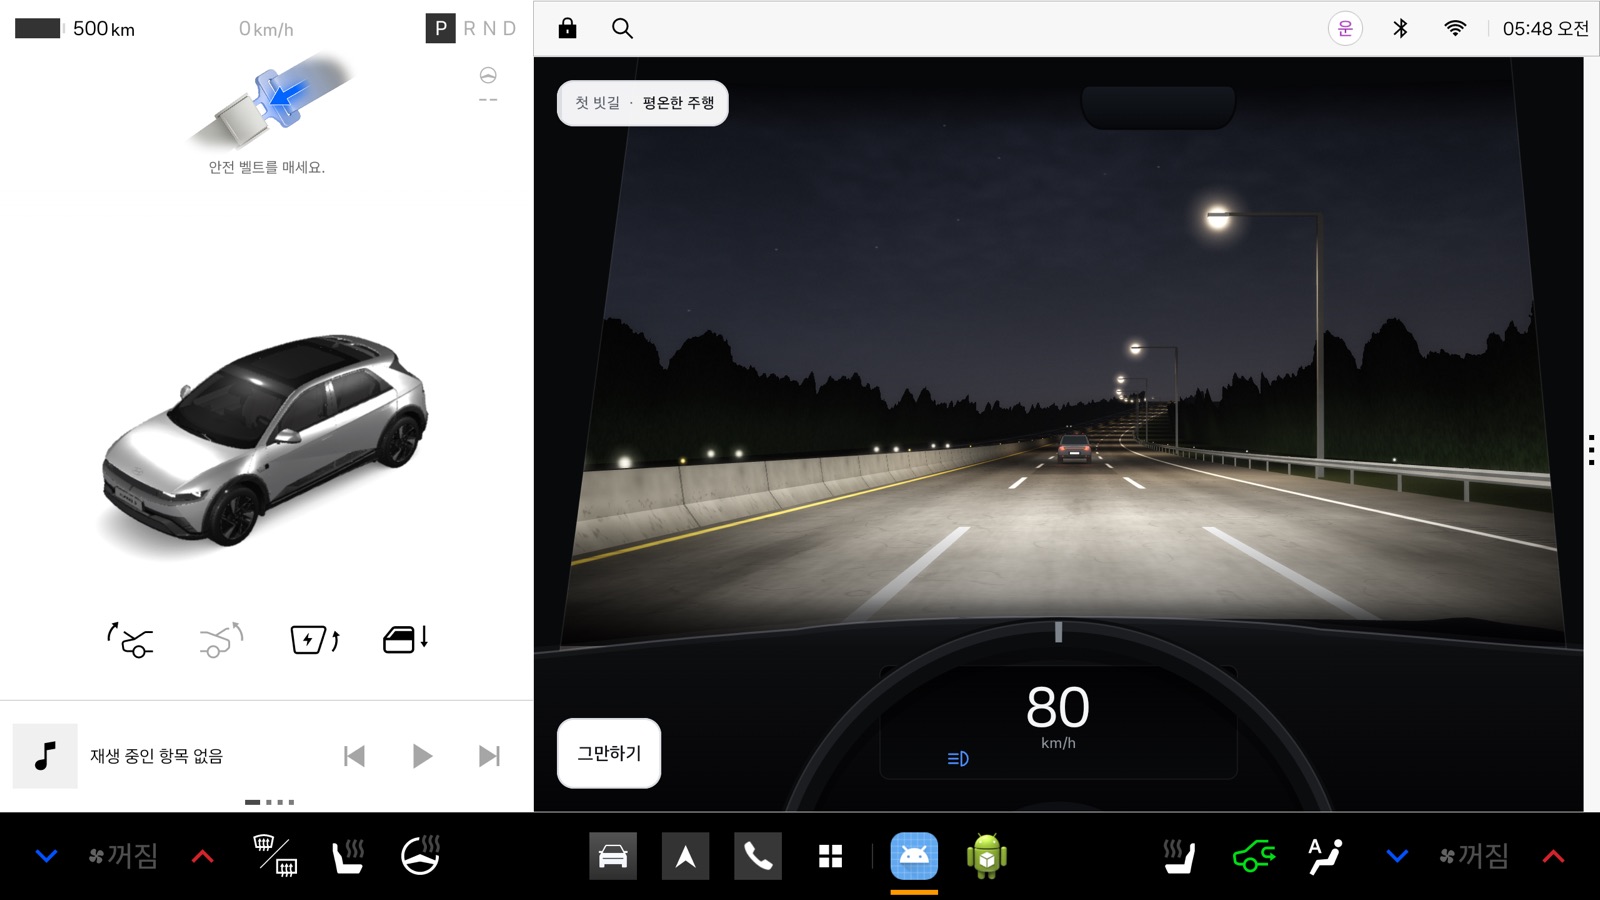 500 km
0 km/h
P R N D
운
05:48 오전
안전 벨트를 매세요.
첫 빗길 · 평온한 주행
80
km/h
그만하기
재생 중인 항목 없음
꺼짐
A
꺼짐